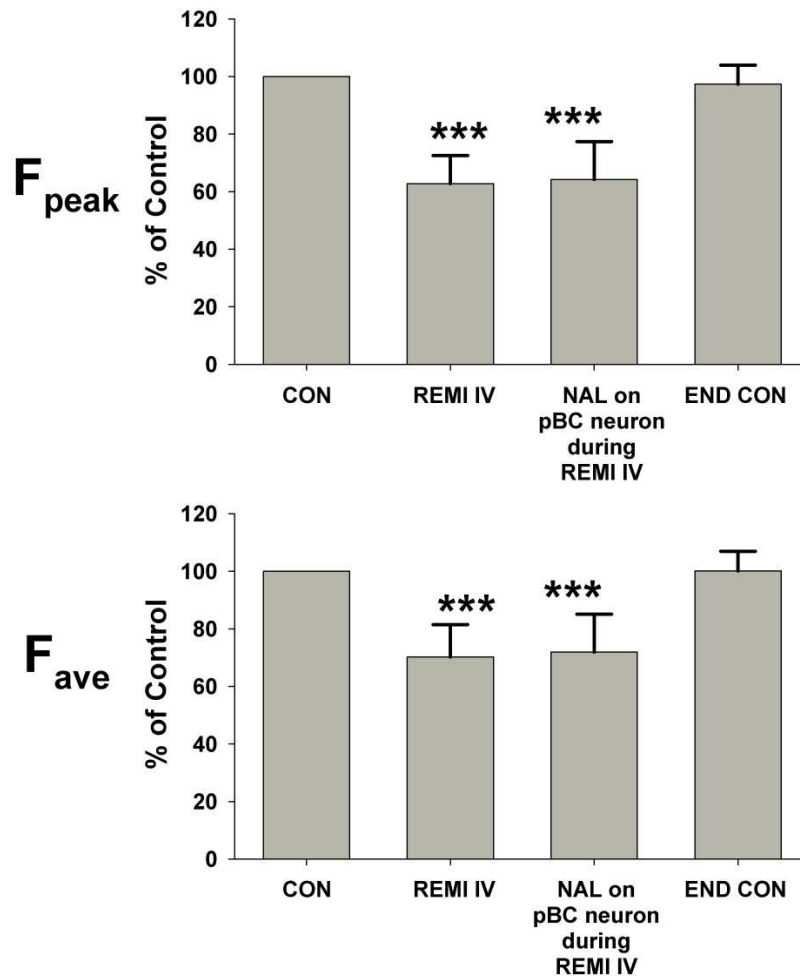 120
100
80
60
40
20
0
F peak
% of Control
***
***
CON
REMI IV
NAL on
pBC neuron
during
REMI IV
END CON
120
100
80
60
40
20
0
F ave
% of Control
***
***
CON
REMI IV
NAL on
pBC neuron
during
REMI IV
END CON